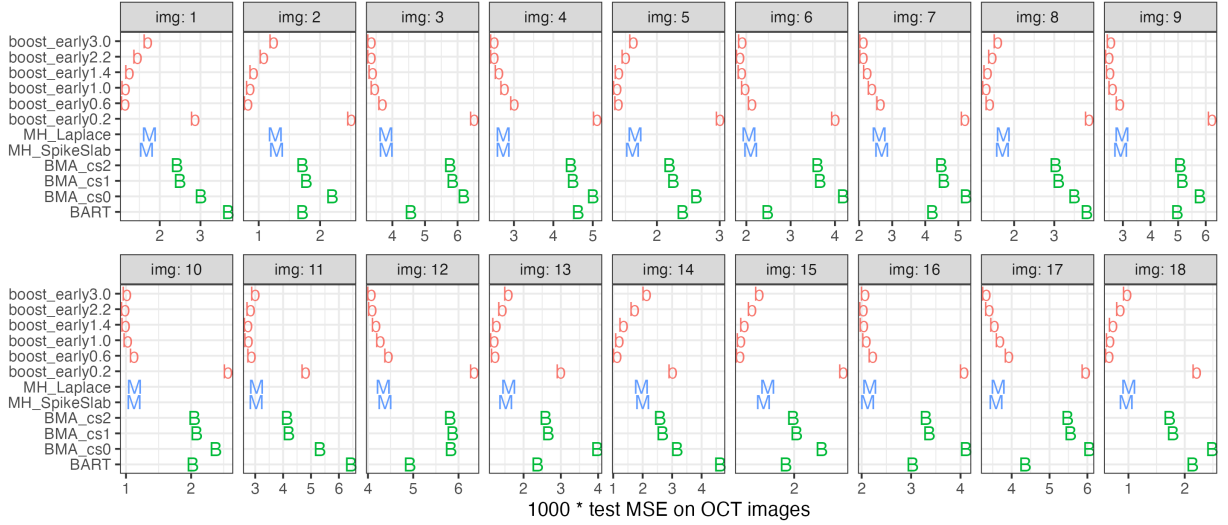 img: 1 img: 2 img: 3 img: 4 img: 5 img: 6 img: 7 img: 8 img: 9
boost_early3.0 b b b b b b b b b
boost_early2.2 b b b b b b b b b
boost_early1.4 b b b b b b b b b
boost_early1.0 b b b b b b b b b
boost_early0.6 b b b b b b b b b
boost_early0.2 b b b b b b b b b
MH_Laplace M M M M M M M M M
MH_SpikeSlab M M M M M M M M M
BMA_cs2 B B B B B B B B B
BMA_cs1 B B B B B B B B B
BMA_cs0 B B B B B B B B B
BART B B B B B B B B B
2 3 1 2 4 5 6 3 4 5 2 3 2 3 4 2 3 4 5 2 3 3 4 5 6
img: 10 img: 11 img: 12 img: 13 img: 14 img: 15 img: 16 img: 17 img: 18
boost_early3.0 b b b b b b b b b
boost_early2.2 b b b b b b b b b
boost_early1.4 b b b b b b b b b
boost_early1.0 b b b b b b b b b
boost_early0.6 b b b b b b b b b
boost_early0.2 b b b b b b b b b
MH_Laplace M M M M M M M M M
MH_SpikeSlab M M M M M M M M M
BMA_cs2 B B B B B B B B B
BMA_cs1 B B B B B B B B B
BMA_cs0 B B B B B B B B B
BART B B B B B B B B B
1 2 3 4 5 6 4 5 6 2 3 4 1 2 3 4 2 2 3 4 4 5 6 1 2
1000 * test MSE on OCT images